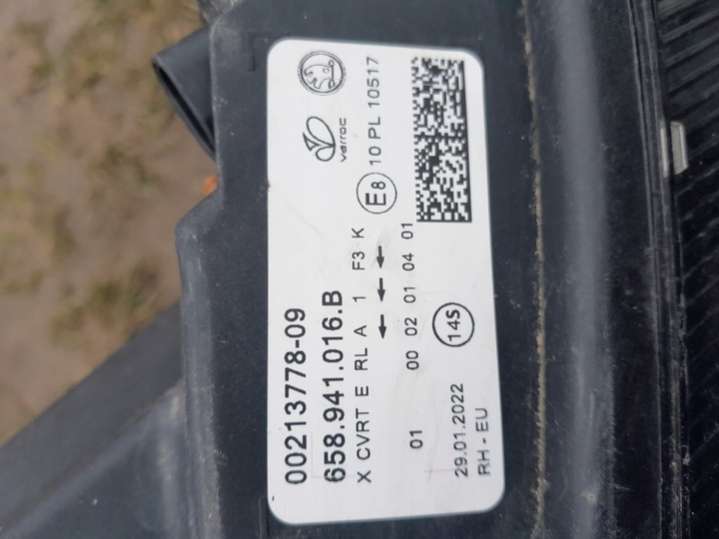 00213778-09
658.941.016.B
X CVRT E RL A 1 F3 K
01 00 02 01 04 01
29.01.2022
RH - EU
14S
E8 10 PL 10517
varroc